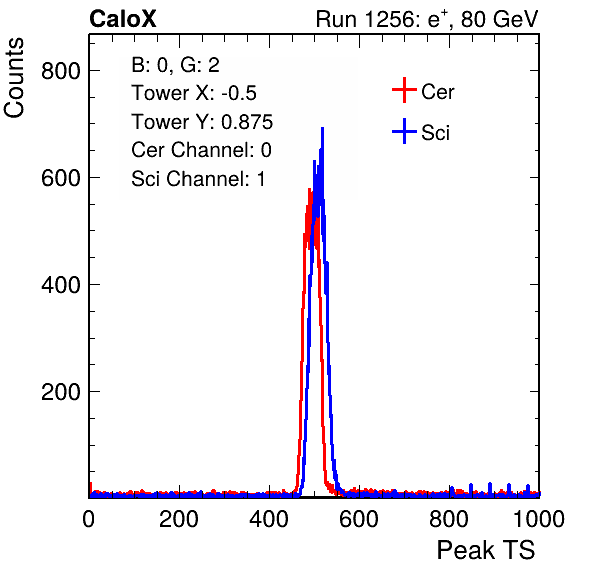 CaloX Run 1256: e⁺, 80 GeV
Counts
B: 0, G: 2
Tower X: -0.5
Tower Y: 0.875
Cer Channel: 0
Sci Channel: 1
Cer
Sci
800
600
400
200
0 200 400 600 800 1000
Peak TS